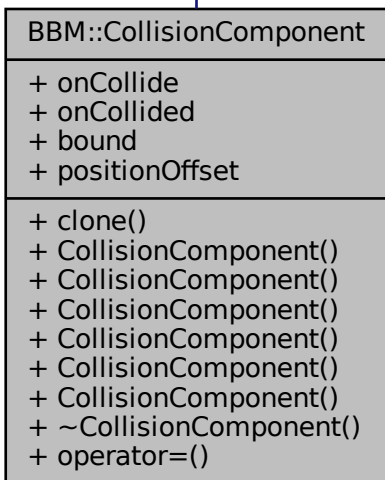 BBM::CollisionComponent
+ onCollide
+ onCollided
+ bound
+ positionOffset
+ clone()
+ CollisionComponent()
+ CollisionComponent()
+ CollisionComponent()
+ CollisionComponent()
+ CollisionComponent()
+ CollisionComponent()
+ ~CollisionComponent()
+ operator=()